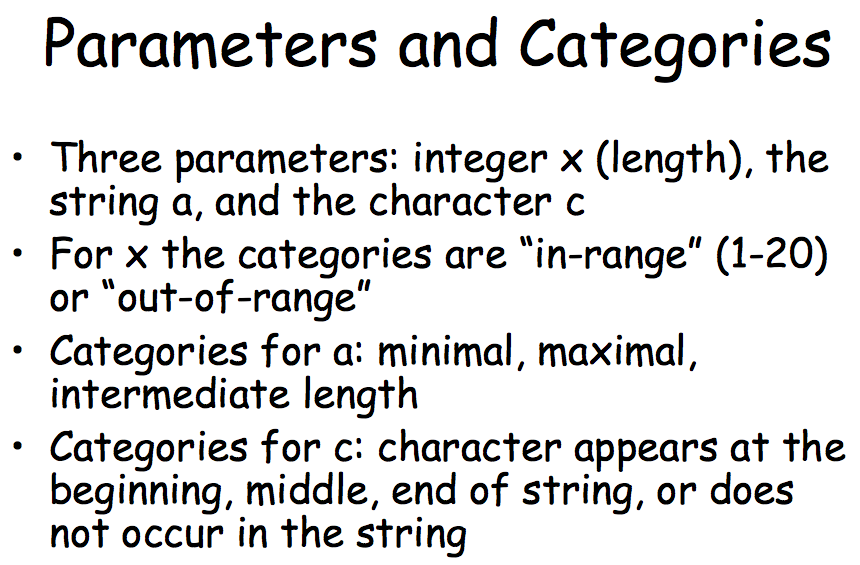 Parameters and Categories
• Three parameters: integer x (length), the
string a, and the character c
• For x the categories are “in-range” (1-20)
or “out-of-range”
• Categories for a: minimal, maximal,
intermediate length
• Categories for c: character appears at the
beginning, middle, end of string, or does
not occur in the string